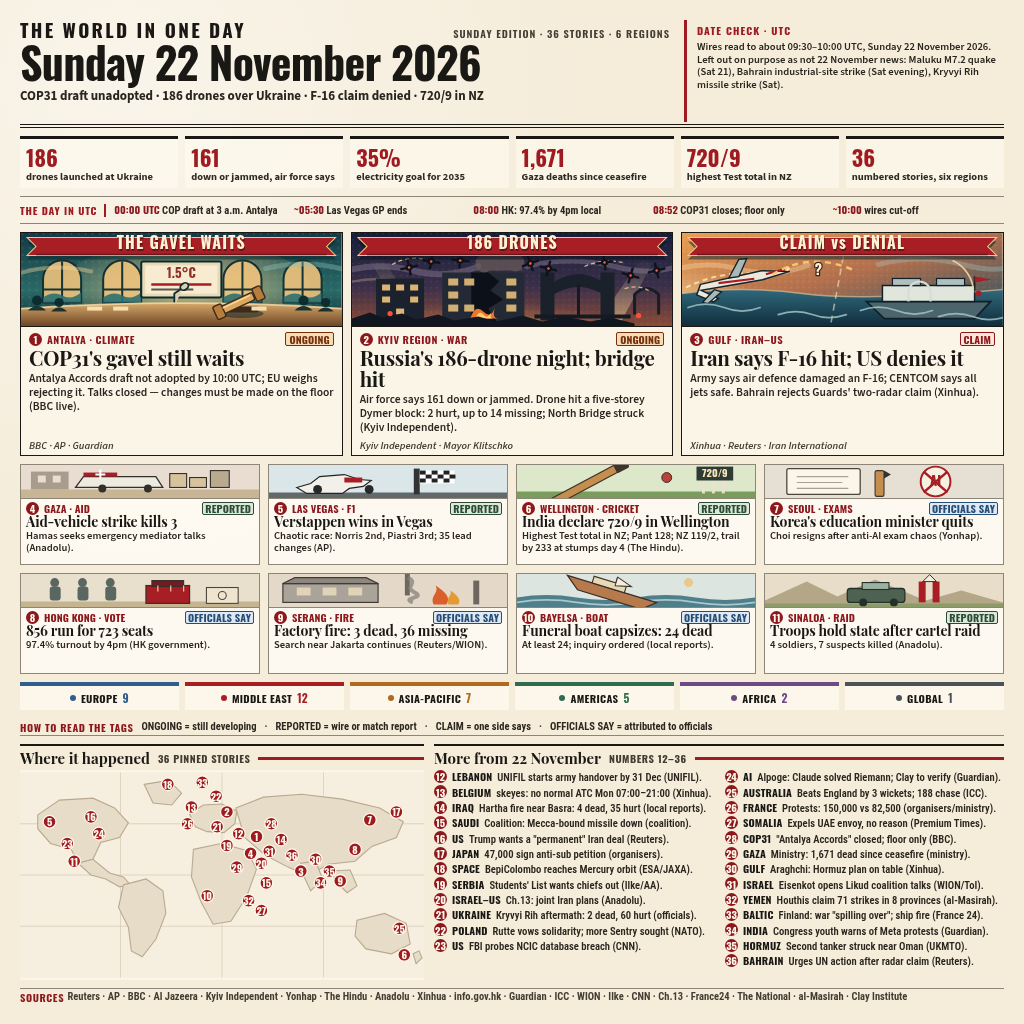 THE WORLD IN ONE DAY
SUNDAY EDITION · 36 STORIES · 6 REGIONS
Sunday 22 November 2026
COP31 draft unadopted · 186 drones over Ukraine · F-16 claim denied · 720/9 in NZ
DATE CHECK · UTC
Wires read to about 09:30–10:00 UTC, Sunday 22 November 2026.
Left out on purpose as not 22 November news: Maluku M7.2 quake
(Sat 21), Bahrain industrial-site strike (Sat evening), Kryvyi Rih
missile strike (Sat).
186
drones launched at Ukraine
161
down or jammed, air force says
35%
electricity goal for 2035
1,671
Gaza deaths since ceasefire
720/9
highest Test total in NZ
36
numbered stories, six regions
THE DAY IN UTC
00:00 UTC COP draft at 3 a.m. Antalya
~05:30 Las Vegas GP ends
08:00 HK: 97.4% by 4pm local
08:52 COP31 closes; floor only
~10:00 wires cut-off
THE GAVEL WAITS
1.5°C
1 ANTALYA · CLIMATE
ONGOING
COP31's gavel still waits
Antalya Accords draft not adopted by 10:00 UTC; EU weighs
rejecting it. Talks closed — changes must be made on the floor
(BBC live).
BBC · AP · Guardian
186 DRONES
2 KYIV REGION · WAR
ONGOING
Russia's 186-drone night; bridge
hit
Air force says 161 down or jammed. Drone hit a five-storey
Dymer block: 2 hurt, up to 14 missing; North Bridge struck
(Kyiv Independent).
Kyiv Independent · Mayor Klitschko
CLAIM vs DENIAL
?
3 GULF · IRAN–US
CLAIM
Iran says F-16 hit; US denies it
Army says air defence damaged an F-16; CENTCOM says all
jets safe. Bahrain rejects Guards' two-radar claim (Xinhua).
Xinhua · Reuters · Iran International
4 GAZA · AID
REPORTED
Aid-vehicle strike kills 3
Hamas seeks emergency mediator talks
(Anadolu).
5 LAS VEGAS · F1
REPORTED
Verstappen wins in Vegas
Chaotic race: Norris 2nd, Piastri 3rd; 35 lead
changes (AP).
720/9
6 WELLINGTON · CRICKET
REPORTED
India declare 720/9 in Wellington
Highest Test total in NZ; Pant 128; NZ 119/2, trail
by 233 at stumps day 4 (The Hindu).
7 SEOUL · EXAMS
OFFICIALS SAY
Korea's education minister quits
Choi resigns after anti-AI exam chaos (Yonhap).
8 HONG KONG · VOTE
OFFICIALS SAY
856 run for 723 seats
97.4% turnout by 4pm (HK government).
9 SERANG · FIRE
OFFICIALS SAY
Factory fire: 3 dead, 36 missing
Search near Jakarta continues (Reuters/WION).
10 BAYELSA · BOAT
OFFICIALS SAY
Funeral boat capsizes: 24 dead
At least 24; inquiry ordered (local reports).
11 SINALOA · RAID
REPORTED
Troops hold state after cartel raid
4 soldiers, 7 suspects killed (Anadolu).
EUROPE 9
MIDDLE EAST 12
ASIA-PACIFIC 7
AMERICAS 5
AFRICA 2
GLOBAL 1
HOW TO READ THE TAGS ONGOING = still developing · REPORTED = wire or match report · CLAIM = one side says · OFFICIALS SAY = attributed to officials
Where it happened 36 PINNED STORIES
18 33 22 13 2 17 5 16 26 21 28 7 24 12 1 14 23 19 4 31 36 8 11 29 20 30 3 35 15 34 9 10 32 27 25 6
More from 22 November NUMBERS 12–36
12 LEBANON UNIFIL starts army handover by 31 Dec (UNIFIL).
13 BELGIUM skeyes: no normal ATC Mon 07:00–21:00 (Xinhua).
14 IRAQ Hartha fire near Basra: 4 dead, 35 hurt (local reports).
15 SAUDI Coalition: Mecca-bound missile down (coalition).
16 US Trump wants a "permanent" Iran deal (Reuters).
17 JAPAN 47,000 sign anti-sub petition (organisers).
18 SPACE BepiColombo reaches Mercury orbit (ESA/JAXA).
19 SERBIA Students' List wants chiefs out (Ilke/AA).
20 ISRAEL–US Ch.13: joint Iran plans (Anadolu).
21 UKRAINE Kryvyi Rih aftermath: 2 dead, 60 hurt (officials).
22 POLAND Rutte vows solidarity; more Sentry sought (NATO).
23 US FBI probes NCIC database breach (CNN).
24 AI Alpoge: Claude solved Riemann; Clay to verify (Guardian).
25 AUSTRALIA Beats England by 3 wickets; 188 chase (ICC).
26 FRANCE Protests: 150,000 vs 82,500 (organisers/ministry).
27 SOMALIA Expels UAE envoy, no reason (Premium Times).
28 COP31 "Antalya Accords" closed; floor only (BBC).
29 GAZA Ministry: 1,671 dead since ceasefire (ministry).
30 GULF Araghchi: Hormuz plan on table (Xinhua).
31 ISRAEL Eisenkot opens Likud coalition talks (WION/ToI).
32 YEMEN Houthis claim 71 strikes in 8 provinces (al-Masirah).
33 BALTIC Finland: war "spilling over"; ship fire (France 24).
34 INDIA Congress youth warns of Meta protests (Guardian).
35 HORMUZ Second tanker struck near Oman (UKMTO).
36 BAHRAIN Urges UN action after radar claim (Reuters).
SOURCES Reuters · AP · BBC · Al Jazeera · Kyiv Independent · Yonhap · The Hindu · Anadolu · Xinhua · info.gov.hk · Guardian · ICC · WION · Ilke · CNN · Ch.13 · France24 · The National · al-Masirah · Clay Institute